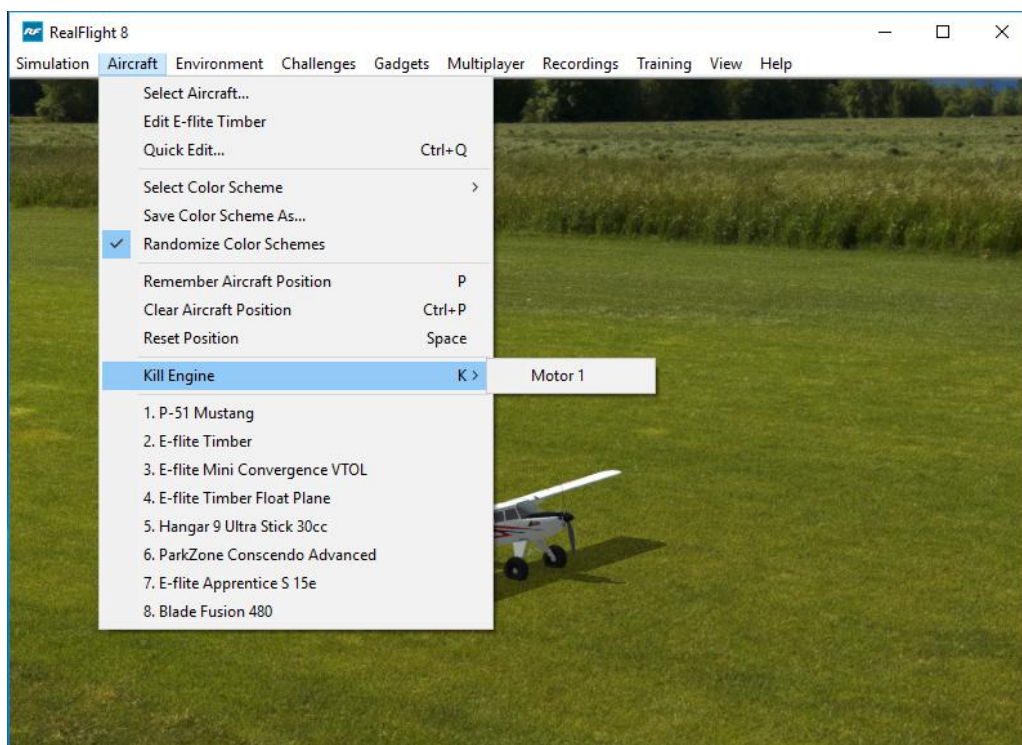 RealFlight 8
Simulation Aircraft Environment Challenges Gadgets Multiplayer Recordings Training View Help
Select Aircraft...
Edit E-flite Timber
Quick Edit... Ctrl+Q
Select Color Scheme
Save Color Scheme As...
Randomize Color Schemes
Remember Aircraft Position P
Clear Aircraft Position Ctrl+P
Reset Position Space
Kill Engine K Motor 1
1. P-51 Mustang
2. E-flite Timber
3. E-flite Mini Convergence VTOL
4. E-flite Timber Float Plane
5. Hangar 9 Ultra Stick 30cc
6. ParkZone Conscendo Advanced
7. E-flite Apprentice S 15e
8. Blade Fusion 480